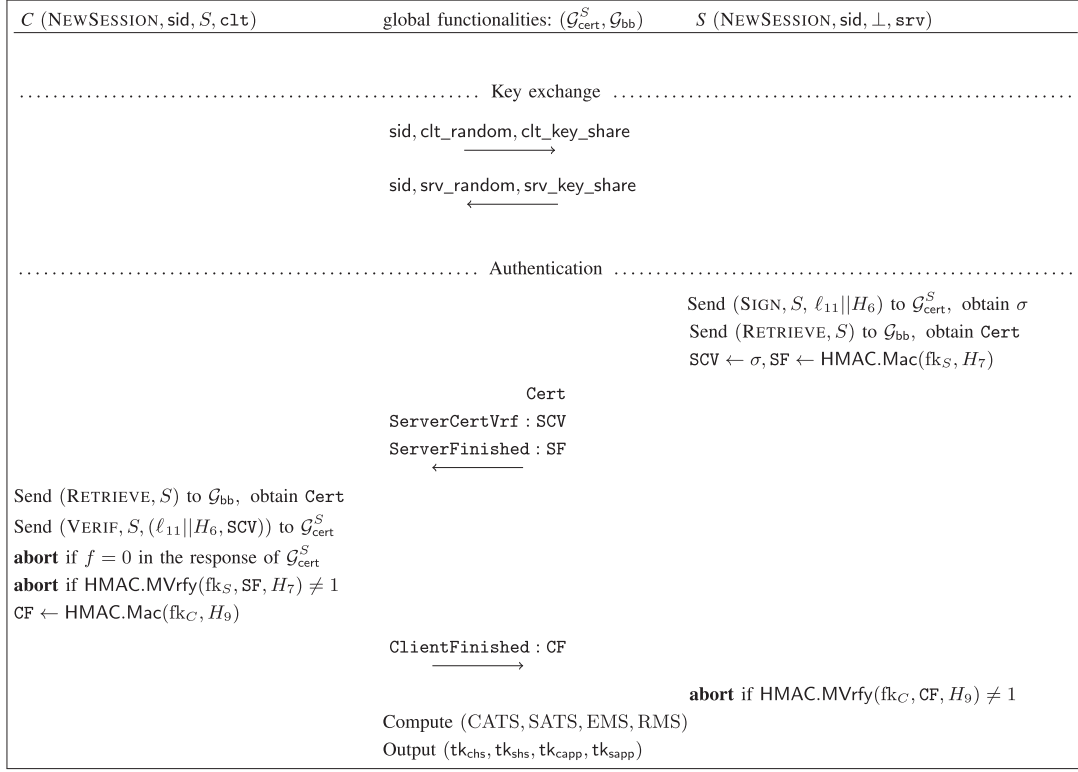 C (NEWSESSION, sid, S, clt) global functionalities: (𝒢^S_cert, 𝒢_bb) S (NEWSESSION, sid, ⊥, srv)
Key exchange
sid, clt_random, clt_key_share
sid, srv_random, srv_key_share
Authentication
Send (SIGN, S, ℓ₁₁||H₆) to 𝒢^S_cert, obtain σ
Send (RETRIEVE, S) to 𝒢_bb, obtain Cert
SCV ← σ, SF ← HMAC.Mac(fk_S, H₇)
Cert
ServerCertVrf : SCV
ServerFinished : SF
Send (RETRIEVE, S) to 𝒢_bb, obtain Cert
Send (VERIF, S, (ℓ₁₁||H₆, SCV)) to 𝒢^S_cert
abort if f = 0 in the response of 𝒢^S_cert
abort if HMAC.MVrfy(fk_S, SF, H₇) ≠ 1
CF ← HMAC.Mac(fk_C, H₉)
ClientFinished : CF
abort if HMAC.MVrfy(fk_C, CF, H₉) ≠ 1
Compute (CATS, SATS, EMS, RMS)
Output (tk_chs, tk_shs, tk_capp, tk_sapp)